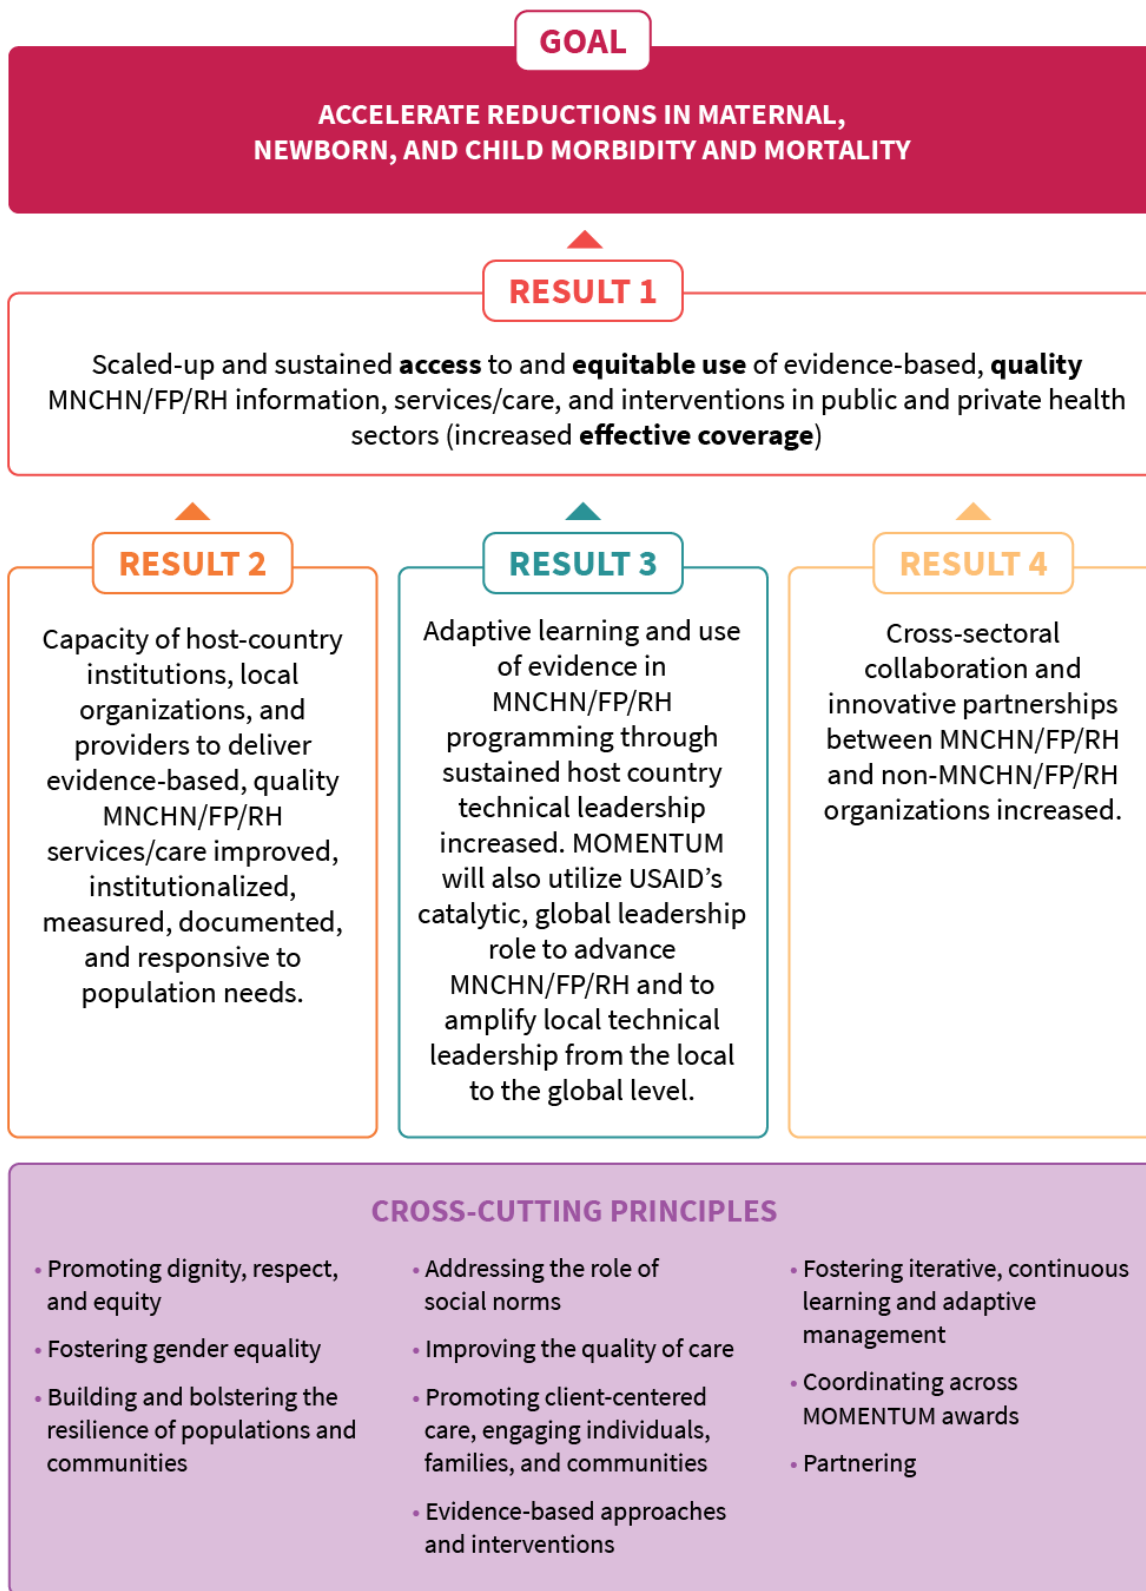 GOAL
ACCELERATE REDUCTIONS IN MATERNAL,
NEWBORN, AND CHILD MORBIDITY AND MORTALITY
RESULT 1
Scaled-up and sustained access to and equitable use of evidence-based, quality
MNCHN/FP/RH information, services/care, and interventions in public and private health
sectors (increased effective coverage)
RESULT 2
Capacity of host-country
institutions, local
organizations, and
providers to deliver
evidence-based, quality
MNCHN/FP/RH
services/care improved,
institutionalized,
measured, documented,
and responsive to
population needs.
RESULT 3
Adaptive learning and use
of evidence in
MNCHN/FP/RH
programming through
sustained host country
technical leadership
increased. MOMENTUM
will also utilize USAID’s
catalytic, global leadership
role to advance
MNCHN/FP/RH and to
amplify local technical
leadership from the local
to the global level.
RESULT 4
Cross-sectoral
collaboration and
innovative partnerships
between MNCHN/FP/RH
and non-MNCHN/FP/RH
organizations increased.
CROSS-CUTTING PRINCIPLES
• Promoting dignity, respect,
and equity
• Fostering gender equality
• Building and bolstering the
resilience of populations and
communities
• Addressing the role of
social norms
• Improving the quality of care
• Promoting client-centered
care, engaging individuals,
families, and communities
• Evidence-based approaches
and interventions
• Fostering iterative, continuous
learning and adaptive
management
• Coordinating across
MOMENTUM awards
• Partnering